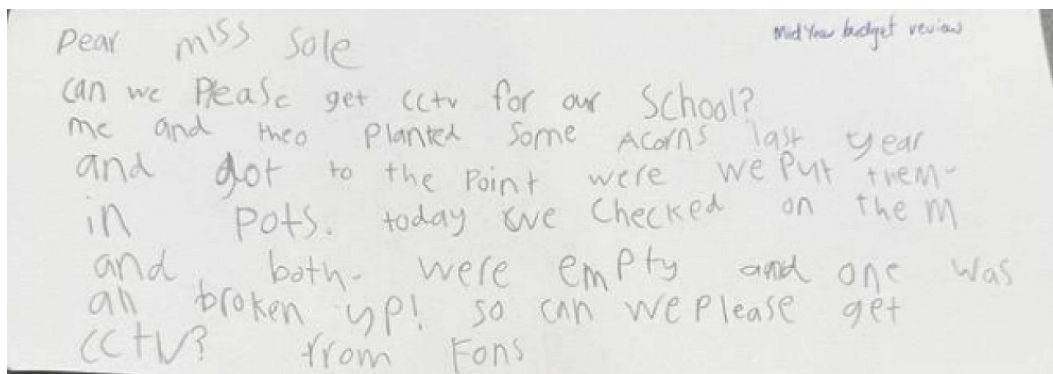 Dear miss Sole
mid Year budget review
can we Please get cctv for our School?
me and theo Planted Some Acorns last year
and got to the Point were we Put them-
in pots. today we Checked on them
and both- were empty and one was
all broken up! so can we Please get
CCTV? from Fons